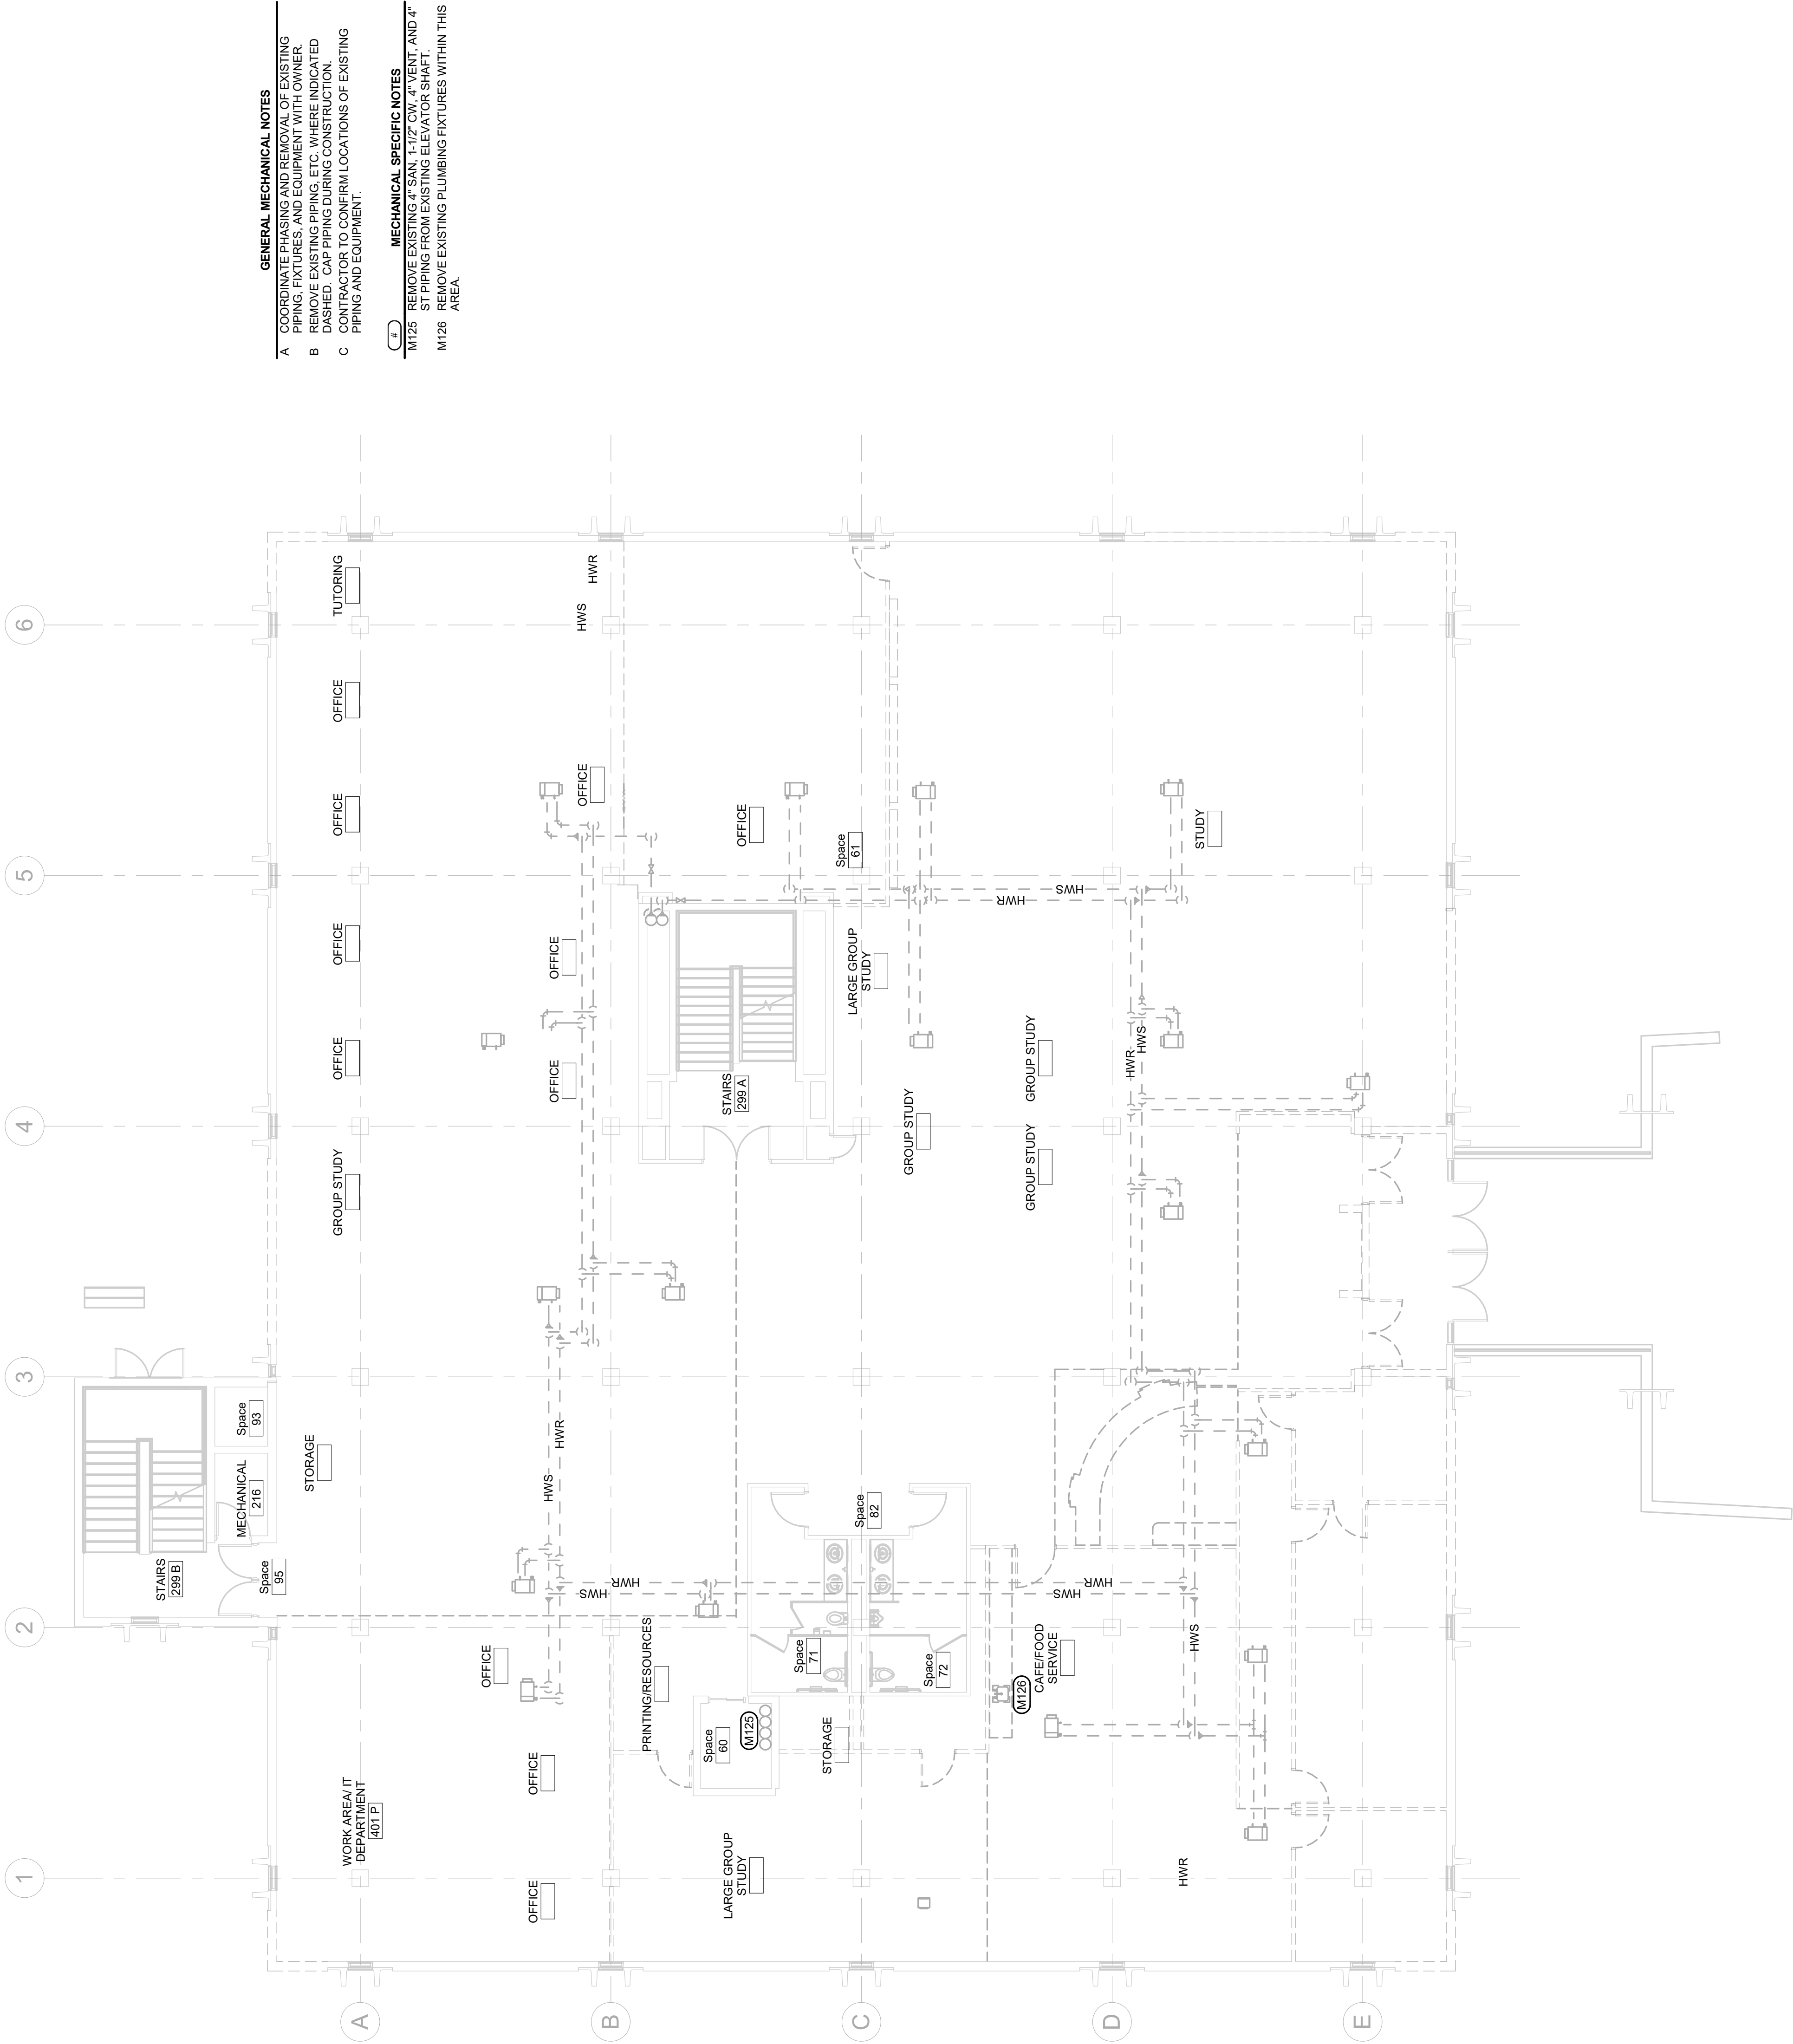 GENERAL MECHANICAL NOTES
A COORDINATE PHASING AND REMOVAL OF EXISTING
PIPING, FIXTURES, AND EQUIPMENT WITH OWNER.
B REMOVE EXISTING PIPING, ETC. WHERE INDICATED
DASHED. CAP PIPING DURING CONSTRUCTION.
C CONTRACTOR TO CONFIRM LOCATIONS OF EXISTING
PIPING AND EQUIPMENT.
# MECHANICAL SPECIFIC NOTES
M125 REMOVE EXISTING 4" SAN, 1-1/2" CW, 4" VENT, AND 4"
ST PIPING FROM EXISTING ELEVATOR SHAFT.
M126 REMOVE EXISTING PLUMBING FIXTURES WITHIN THIS
AREA.
1
2
3
4
5
6
A
B
C
D
E
STAIRS
299 B
Space
95
MECHANICAL
216
Space
93
STORAGE
WORK AREA/ IT
DEPARTMENT
401 P
GROUP STUDY
OFFICE
OFFICE
OFFICE
OFFICE
TUTORING
OFFICE
OFFICE
OFFICE
OFFICE
OFFICE
OFFICE
HWS
HWR
HWS
HWR
HWS
HWR
PRINTING/RESOURCES
Space
60
M125
LARGE GROUP
STUDY
STORAGE
Space
71
Space
72
Space
82
STAIRS
299 A
OFFICE
Space
61
LARGE GROUP
STUDY
GROUP STUDY
GROUP STUDY
GROUP STUDY
HWS
HWR
HWR
HWS
STUDY
M126
CAFE/FOOD
SERVICE
HWS
HWR
HWS
HWR